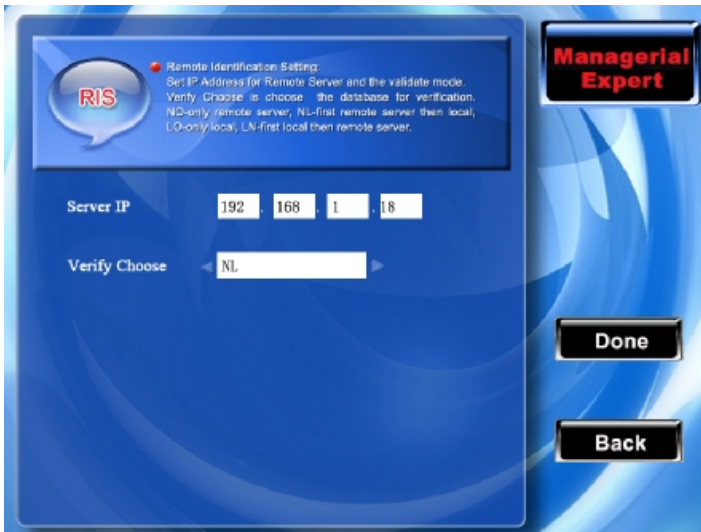 Managerial
Expert
RIS
Remote Identification Setting:
Set IP Address for Remote Server and the validate mode.
Verify Choose is choose the database for verification.
NO-only remote server, NL-first remote server then local,
LO-only local, LN-first local then remote server.
Server IP 192 . 168 . 1 . 18
Verify Choose NL
Done
Back